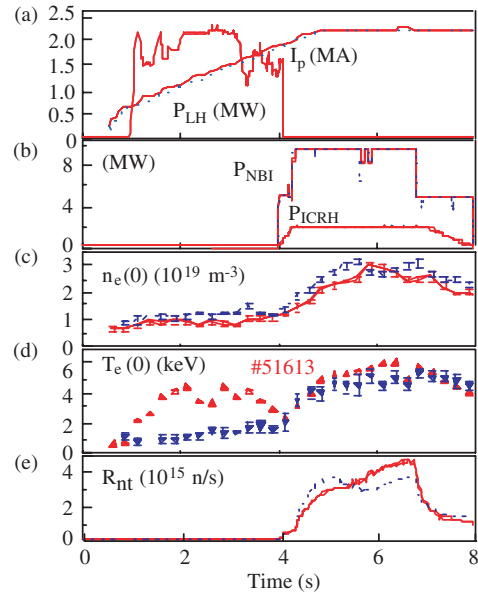 (a)
2.5
2.0
1.5
1.0
0.5
0
I_p (MA)
P_LH (MW)
(b)
(MW)
8
4
0
P_NBI
P_ICRH
(c)
n_e(0) (10^19 m^-3)
3
2
1
0
(d)
T_e (0) (keV)
#51613
6
4
2
0
(e)
R_nt (10^15 n/s)
4
2
0
0 2 4 6 8
Time (s)